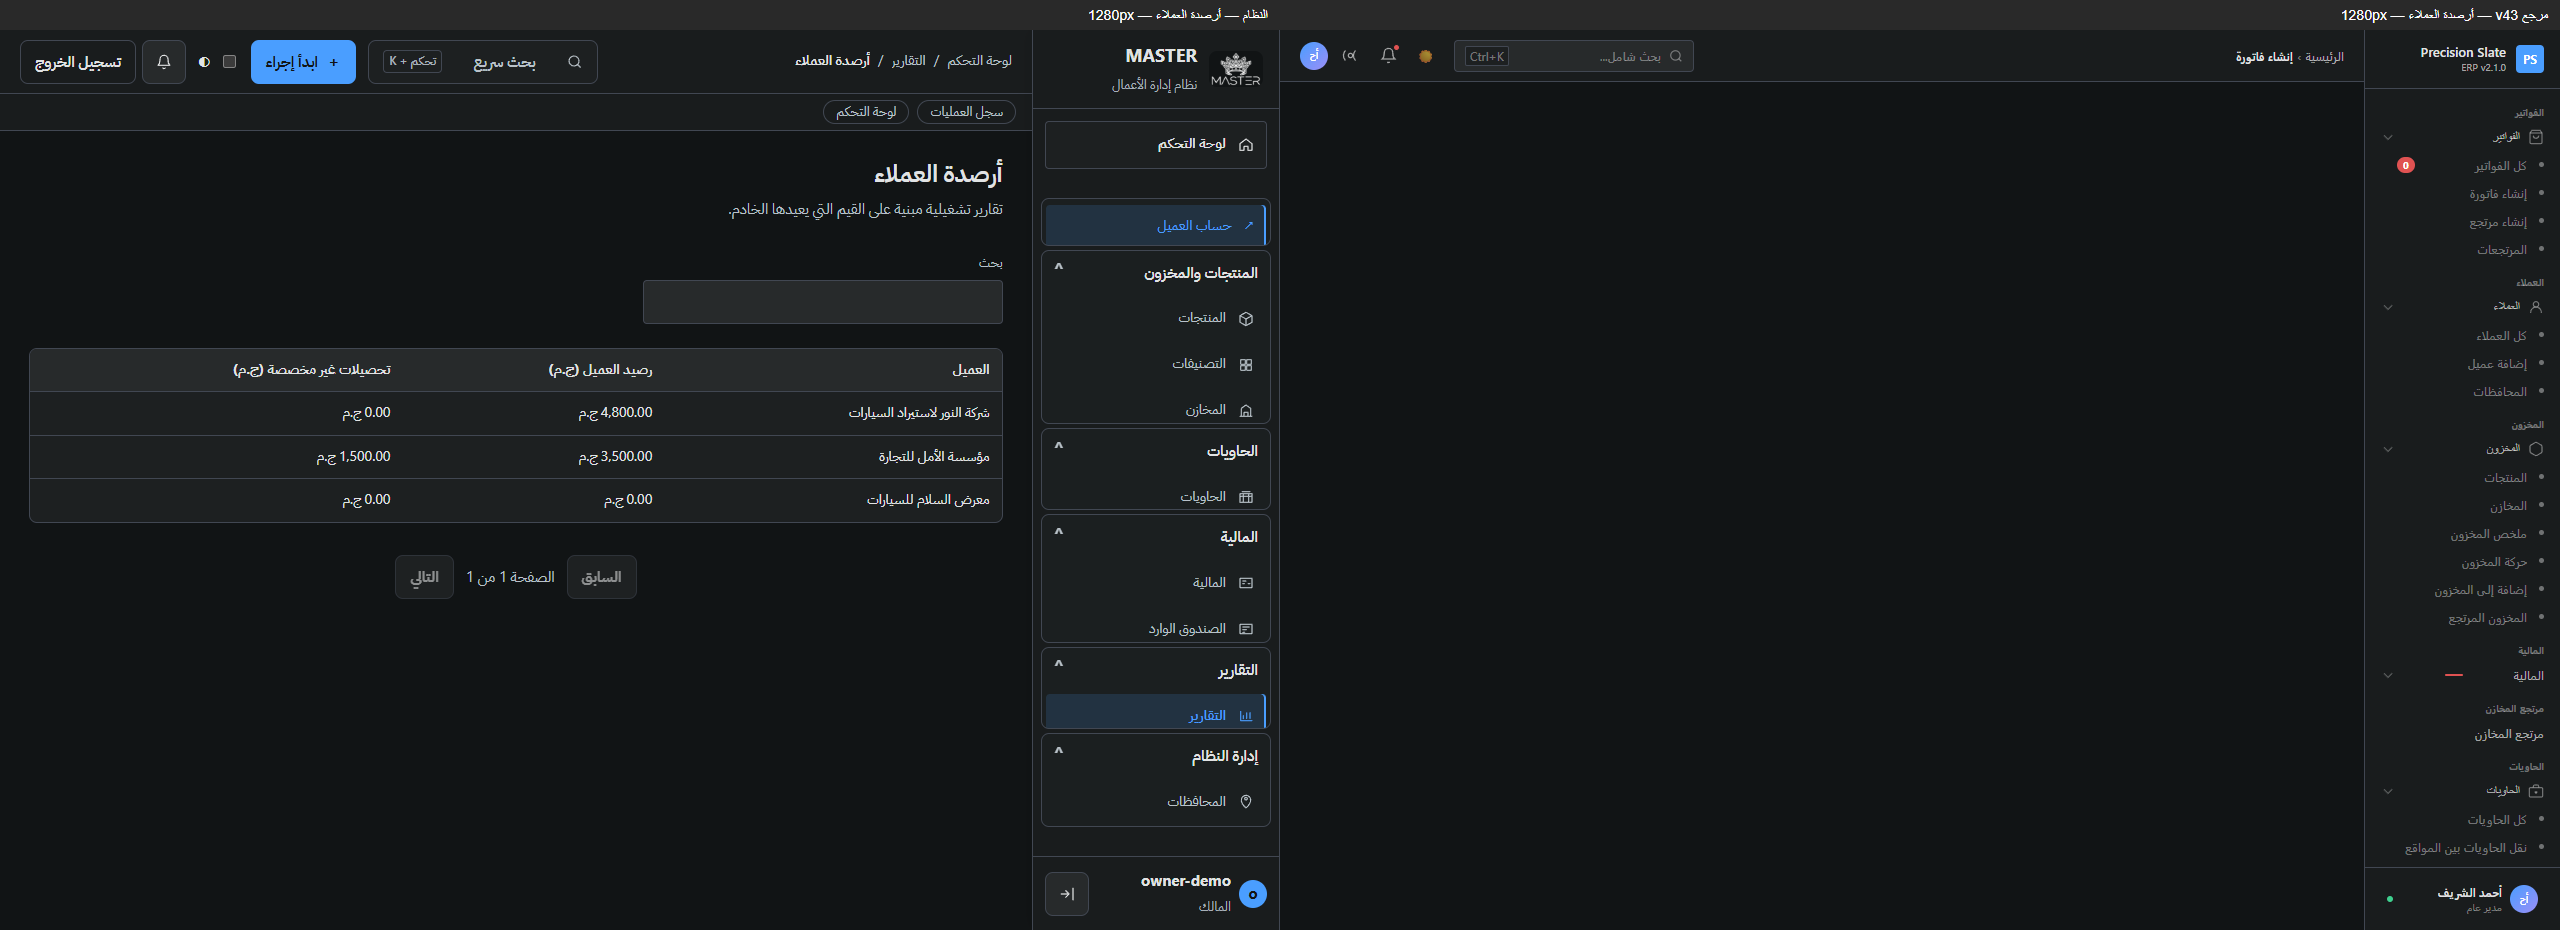 مرجع v43 — أرصدة العملاء — 1280px
Precision Slate
ERP v2.1.0
PS
الفواتير
الفواتير
كل الفواتير
0
إنشاء فاتورة
إنشاء مرتجع
المرتجعات
العملاء
العملاء
كل العملاء
إضافة عميل
المحافظات
المخزون
المخزون
المنتجات
المخازن
ملخص المخزون
حركة المخزون
إضافة إلى المخزون
المخزون المرتجع
المالية
المالية
مرتجع المخازن
مرتجع المخازن
الحاويات
الحاويات
كل الحاويات
نقل الحاويات بين المواقع
أحمد الشريف
مدير عام
أح
الرئيسية › إنشاء فاتورة
بحث شامل...
Ctrl+K
أح
النظام — أرصدة العملاء — 1280px
MASTER
نظام إدارة الأعمال
MASTER
لوحة التحكم
حساب العميل
المنتجات والمخزون
المنتجات
التصنيفات
المخازن
الحاويات
الحاويات
المالية
المالية
الصندوق الوارد
التقارير
التقارير
إدارة النظام
المحافظات
owner-demo
المالك
o
لوحة التحكم / التقارير / أرصدة العملاء
بحث سريع
تحكم + K
+ ابدأ إجراء
تسجيل الخروج
سجل العمليات
لوحة التحكم
أرصدة العملاء
تقارير تشغيلية مبنية على القيم التي يعيدها الخادم.
بحث
العميل رصيد العميل (ج.م) تحصيلات غير مخصصة (ج.م)
شركة النور لاستيراد السيارات 4,800.00 ج.م 0.00 ج.م
مؤسسة الأمل للتجارة 3,500.00 ج.م 1,500.00 ج.م
معرض السلام للسيارات 0.00 ج.م 0.00 ج.م
السابق
الصفحة 1 من 1
التالي